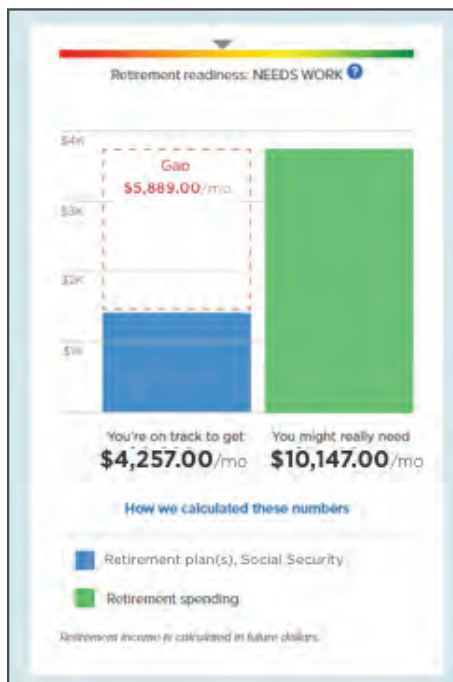 Retirement readiness: NEEDS WORK ?
$4K
Gap
$5,889.00/mo
$3K
$2K
$1K
You're on track to get
$4,257.00/mo
You might really need
$10,147.00/mo
How we calculated these numbers
Retirement plan(s), Social Security
Retirement spending
Retirement income is calculated in future dollars.